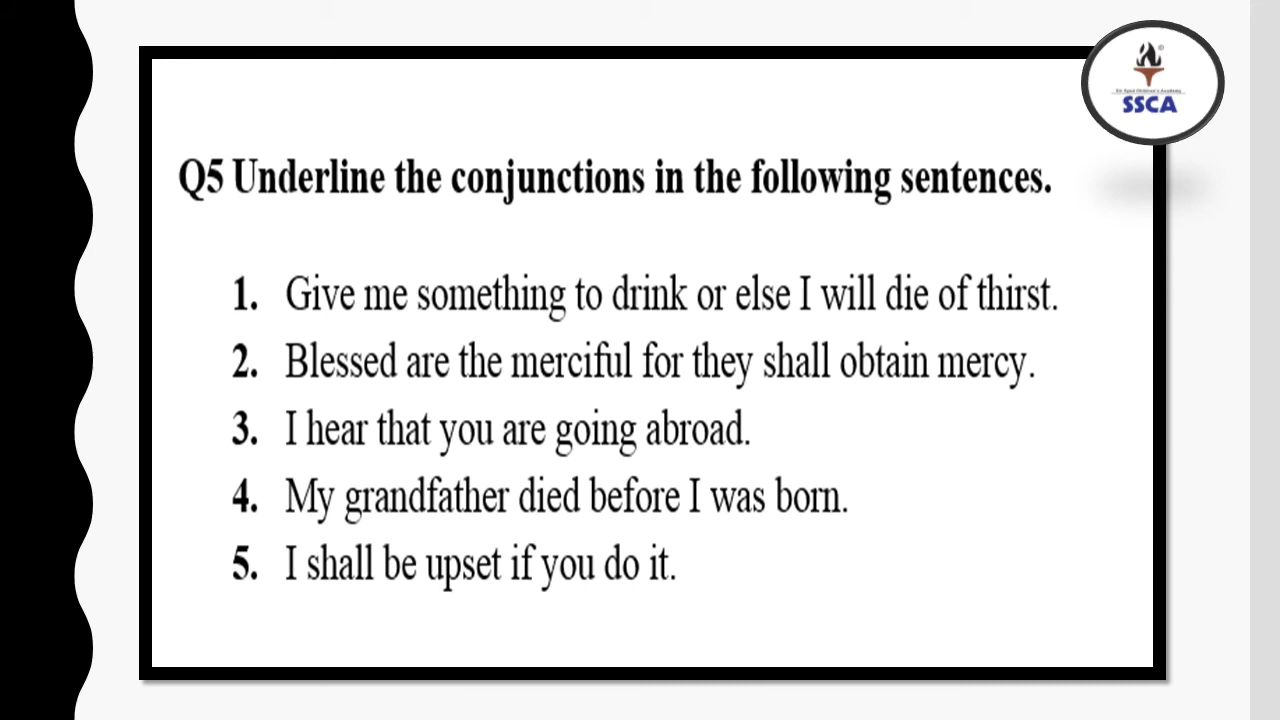 SSCA
Q5 Underline the conjunctions in the following sentences.
1. Give me something to drink or else I will die of thirst.
2. Blessed are the merciful for they shall obtain mercy.
3. I hear that you are going abroad.
4. My grandfather died before I was born.
5. I shall be upset if you do it.